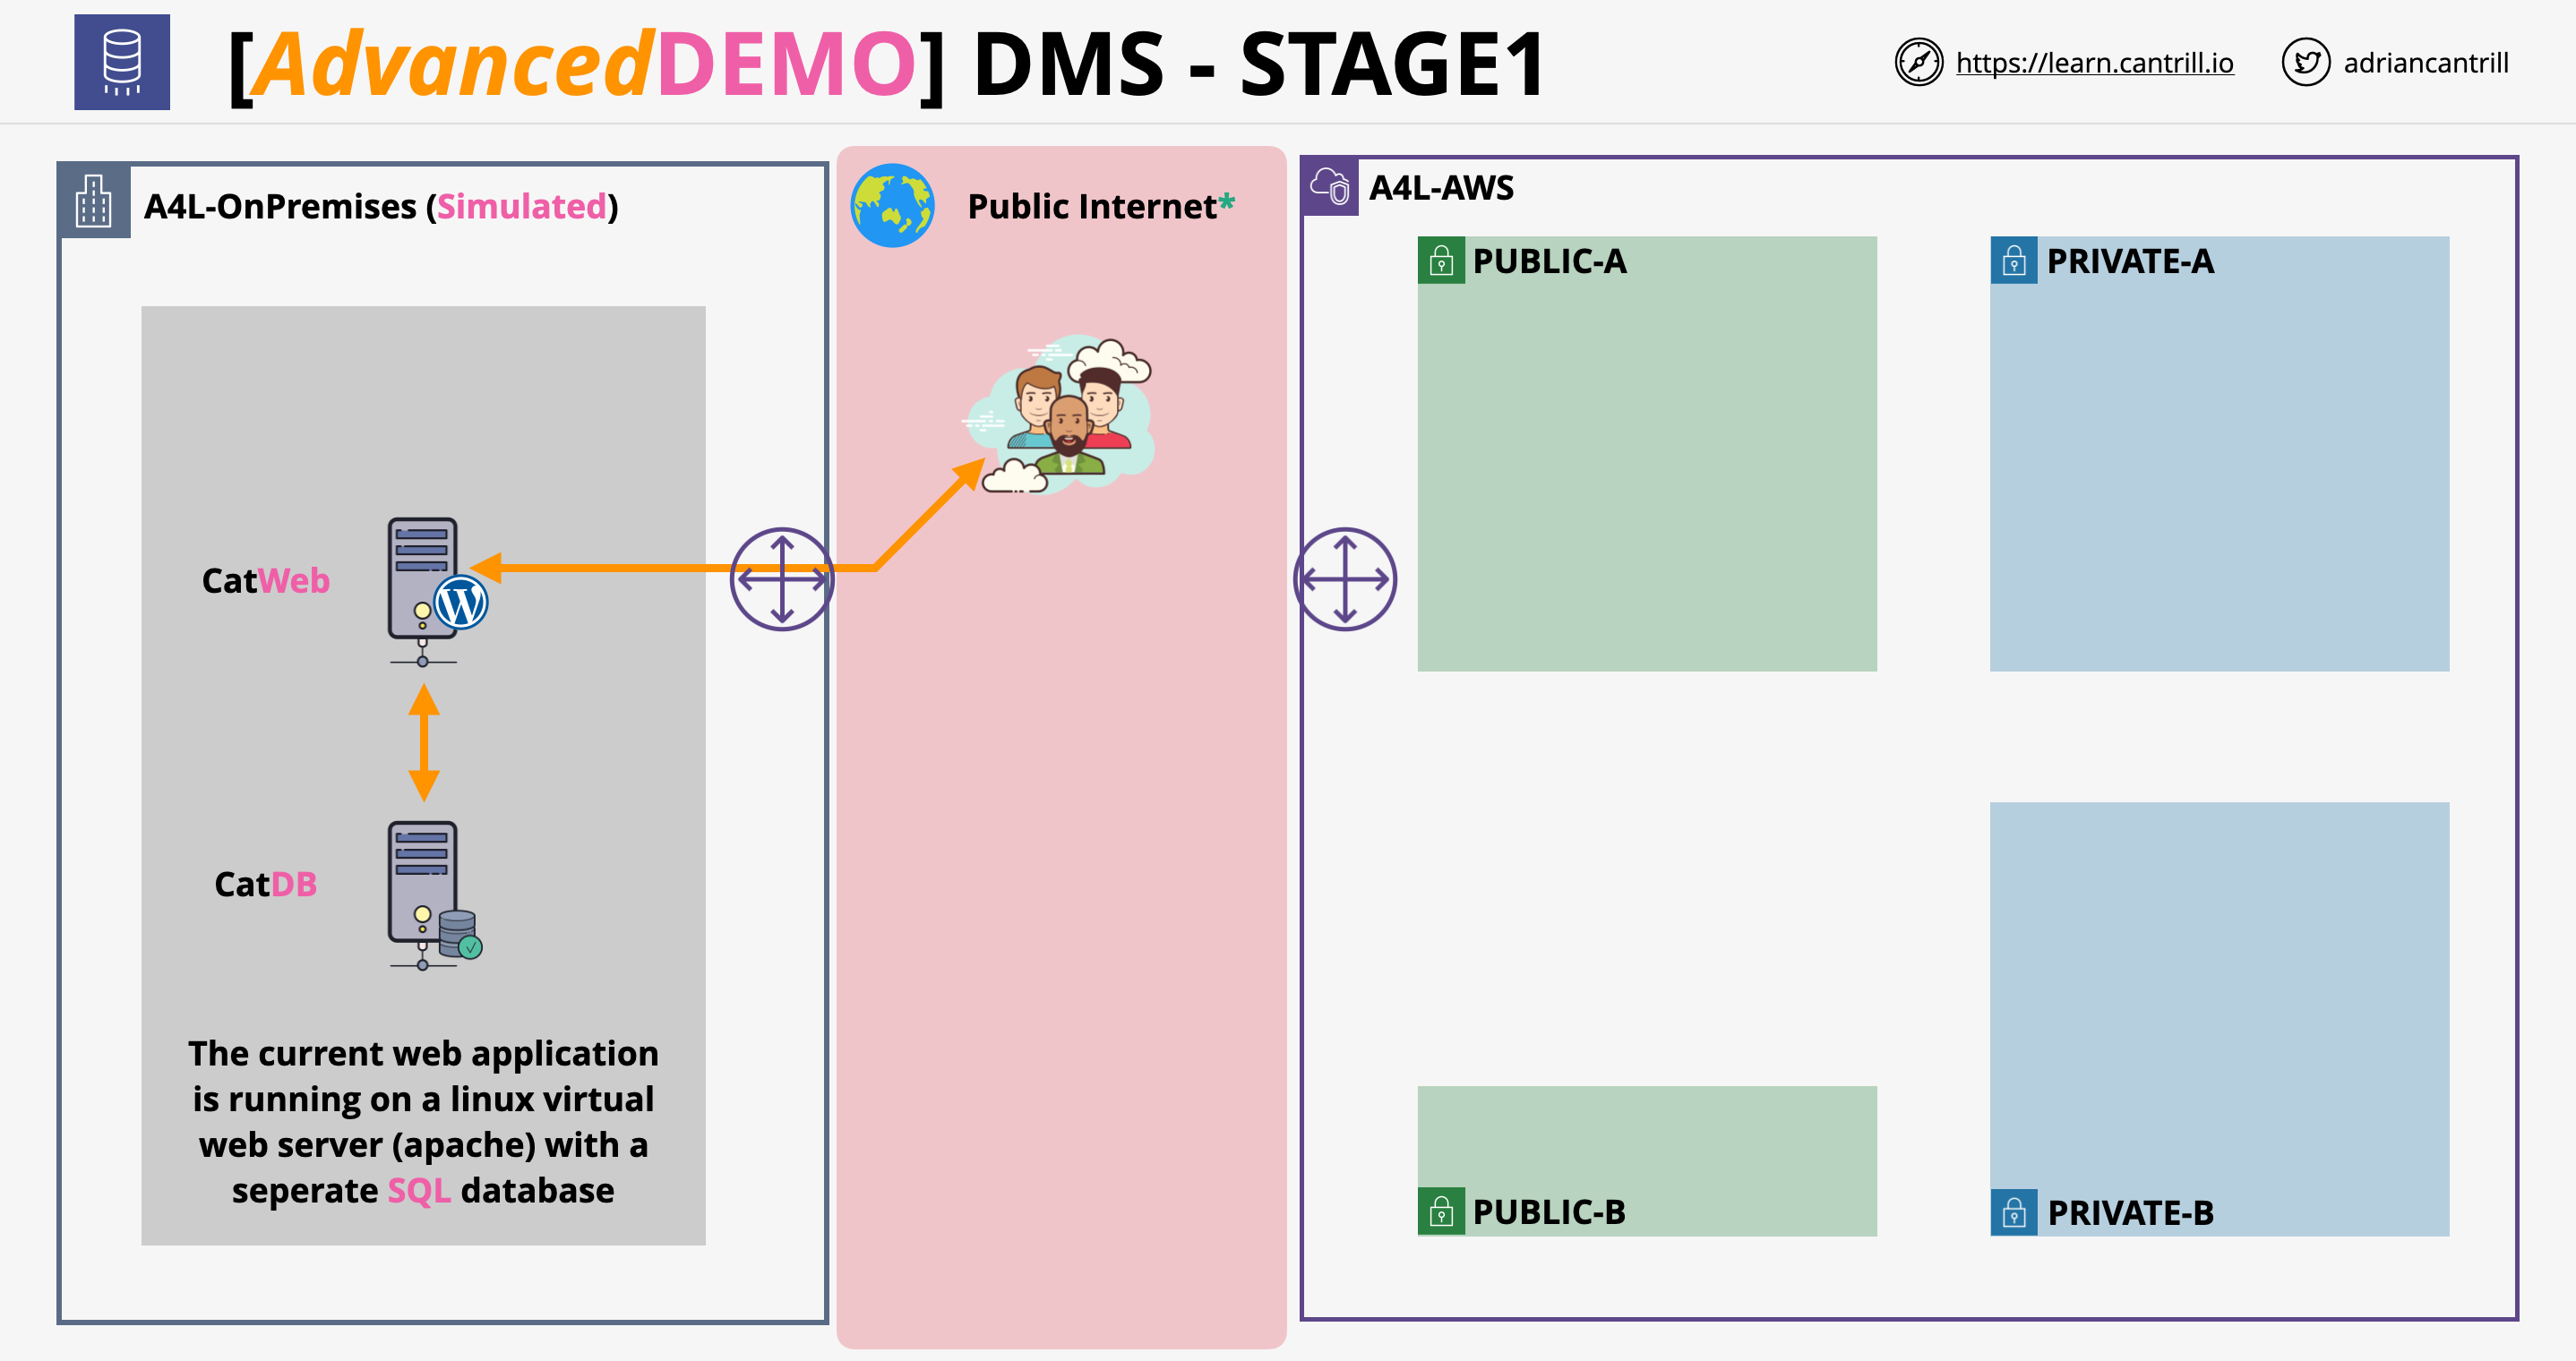 [AdvancedDEMO] DMS - STAGE1
https://learn.cantrill.io
adriancantrill
A4L-OnPremises (Simulated)
Public Internet*
A4L-AWS
PUBLIC-A
PRIVATE-A
CatWeb
CatDB
The current web application
is running on a linux virtual
web server (apache) with a
seperate SQL database
PUBLIC-B
PRIVATE-B